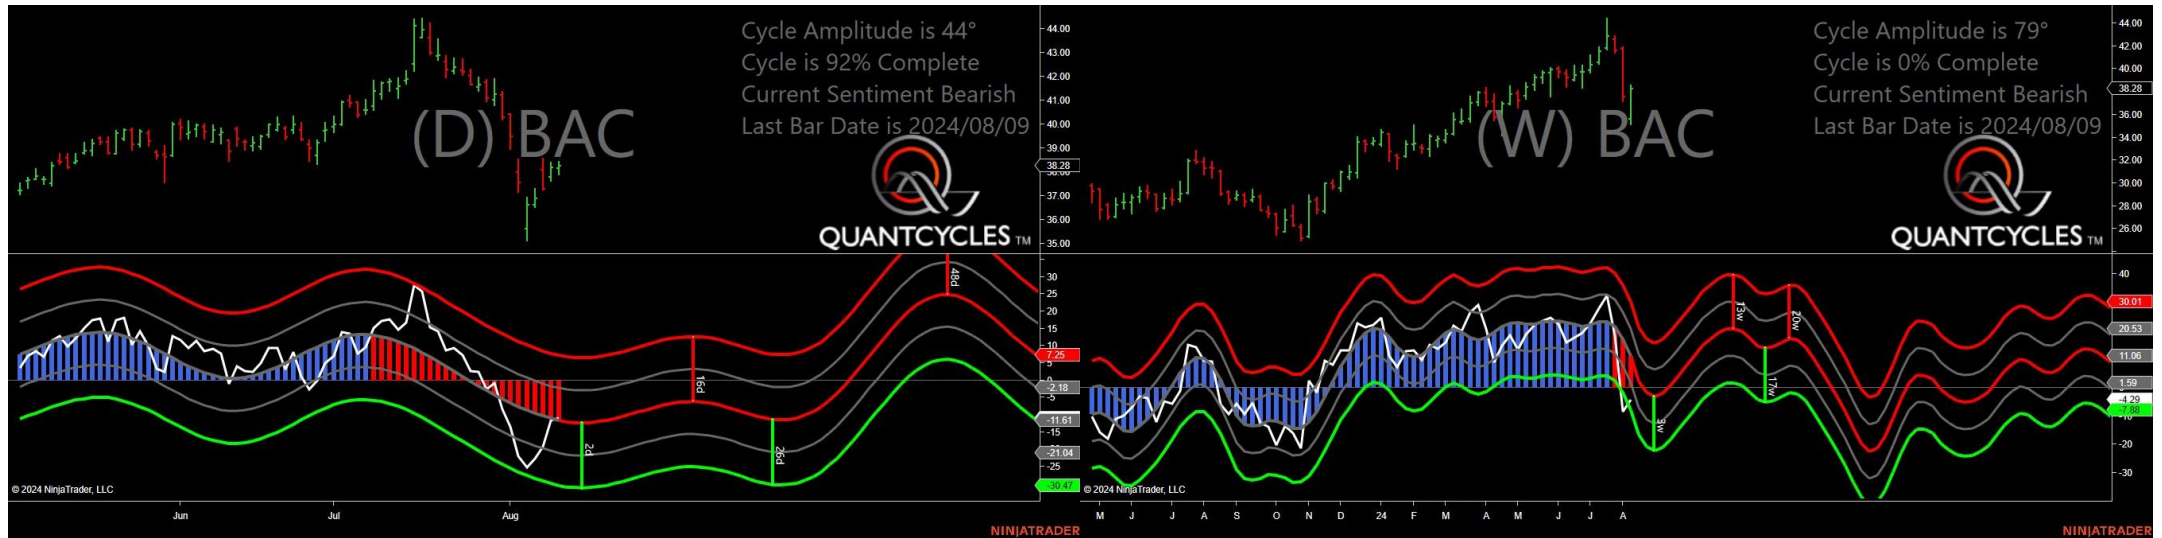 Cycle Amplitude is 44°
Cycle is 92% Complete
Current Sentiment Bearish
Last Bar Date is 2024/08/09
(D) BAC
QUANTCYCLES TM
44.00
43.00
42.00
41.00
40.00
39.00
38.28
38.00
37.00
36.00
35.00
30
25
20
15
10
7.25
-2.18
-5
-11.61
-15
-21.04
-25
-30.47
2d
16d
26d
48d
© 2024 NinjaTrader, LLC
Jun
Jul
Aug
NINJATRADER
Cycle Amplitude is 79°
Cycle is 0% Complete
Current Sentiment Bearish
Last Bar Date is 2024/08/09
(W) BAC
QUANTCYCLES TM
44.00
42.00
40.00
38.28
36.00
34.00
32.00
30.00
28.00
26.00
40
30.01
20.53
11.06
1.59
-4.29
-7.88
-20
-30
13w
20w
17w
© 2024 NinjaTrader, LLC
M J J A S O N D 24 F M A M J J A
NINJATRADER